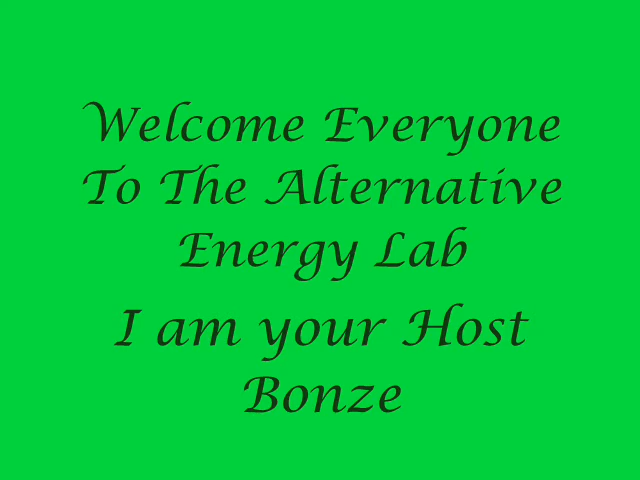 Welcome Everyone
To The Alternative
Energy Lab
I am your Host
Bonze